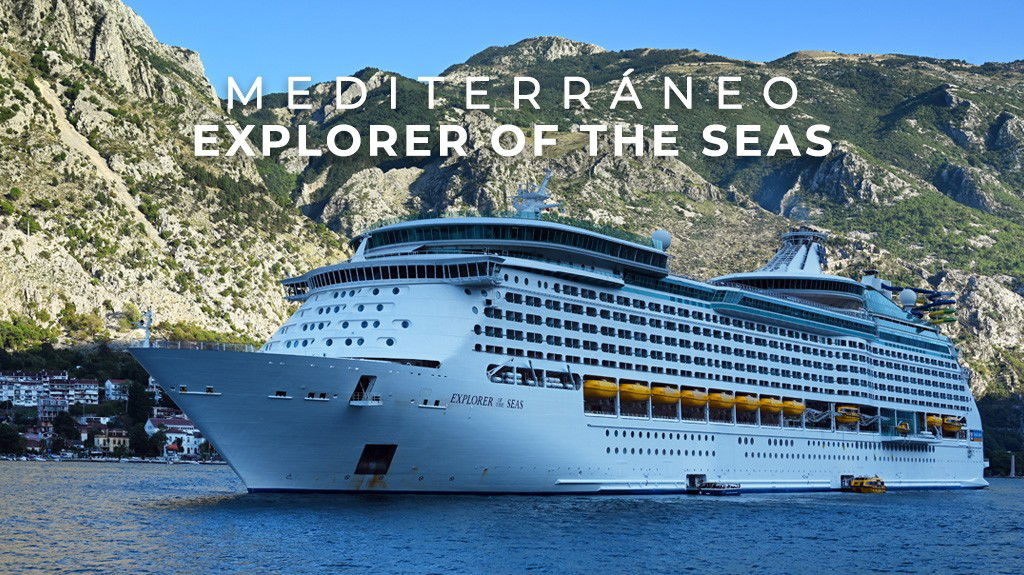 MEDITERRÁNEO
EXPLORER OF THE SEAS
EXPLORER OF THE SEAS